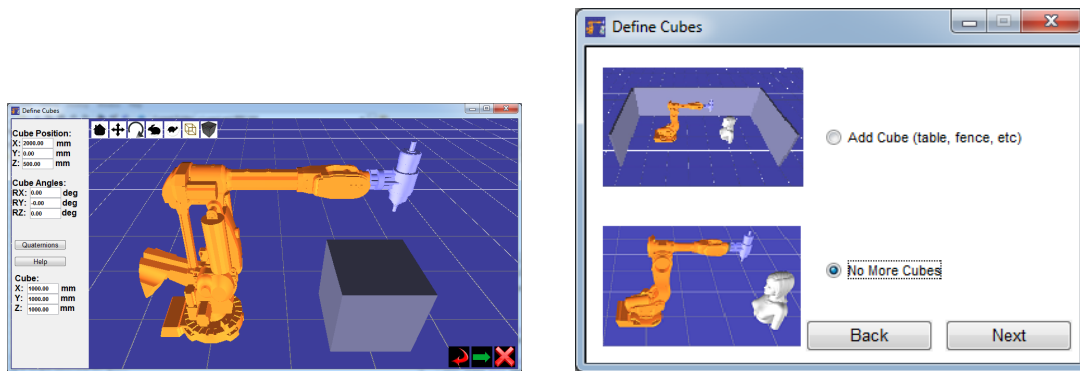 Define Cubes
Cube Position:
X: 2000.00 mm
Y: 0.00 mm
Z: 500.00 mm
Cube Angles:
RX: 0.00 deg
RY: -0.00 deg
RZ: 0.00 deg
Quaternions
Help
Cube:
X: 1000.00 mm
Y: 1000.00 mm
Z: 1000.00 mm
Define Cubes
Add Cube (table, fence, etc)
No More Cubes
Back Next